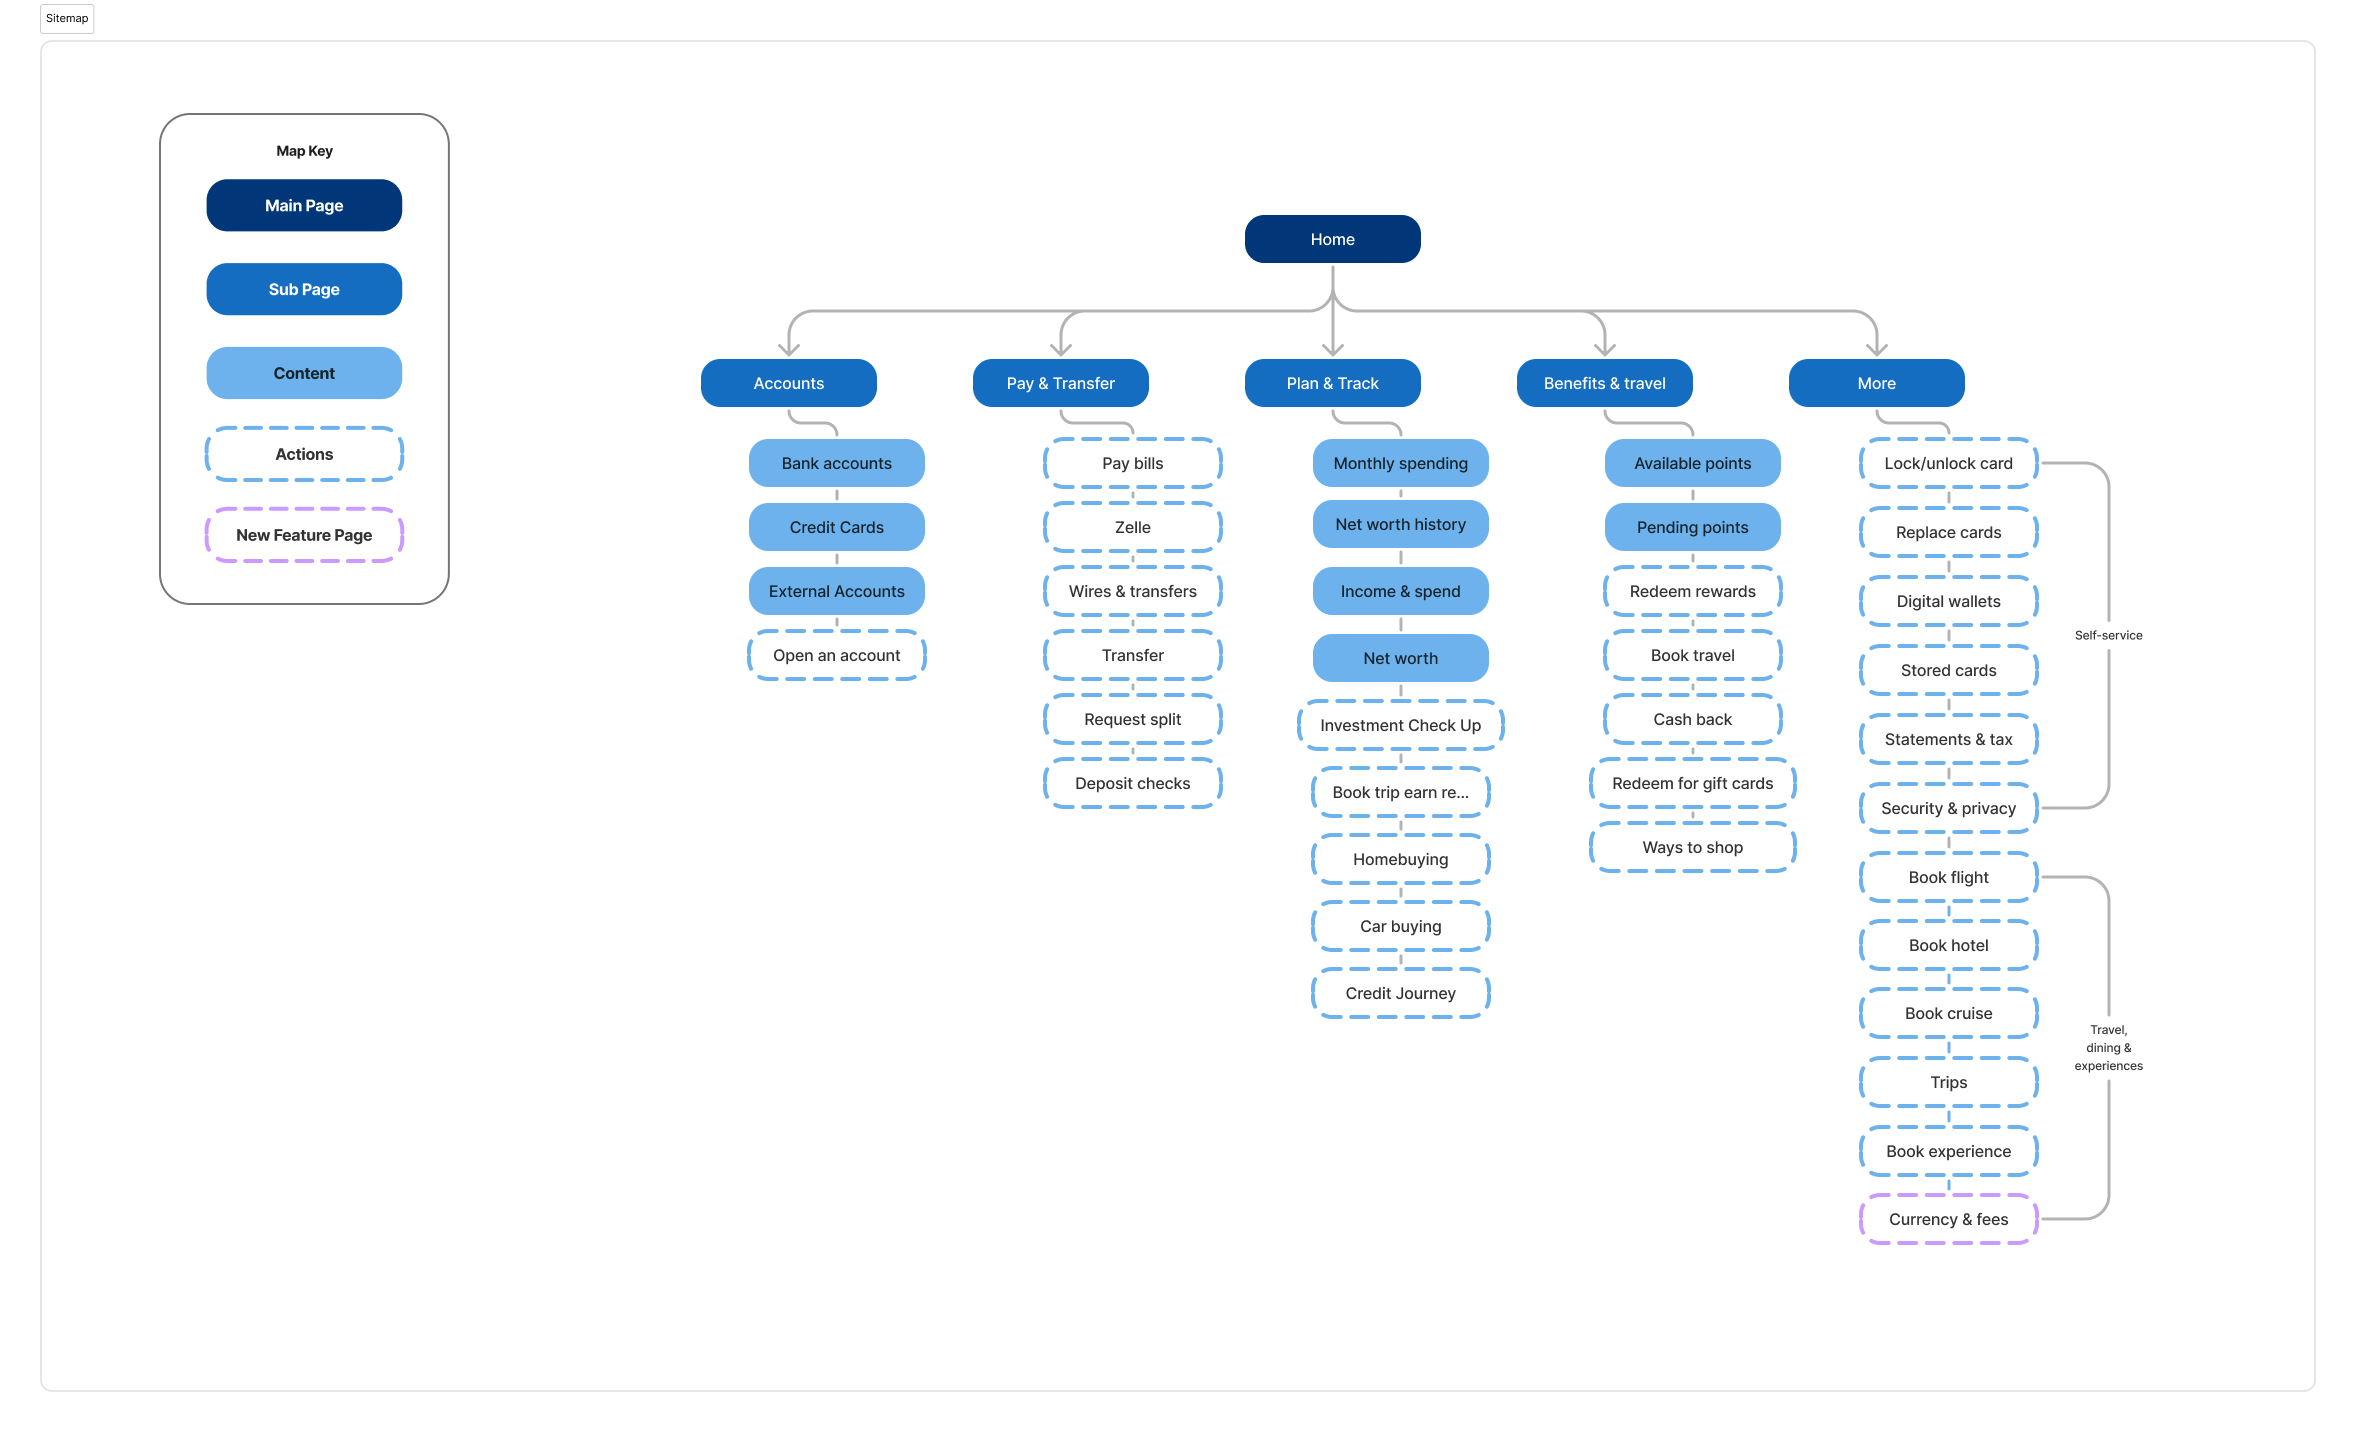 Sitemap
Map Key
Main Page
Sub Page
Content
Actions
New Feature Page
Home
Accounts
Bank accounts
Credit Cards
External Accounts
Open an account
Pay & Transfer
Pay bills
Zelle
Wires & transfers
Transfer
Request split
Deposit checks
Plan & Track
Monthly spending
Net worth history
Income & spend
Net worth
Investment Check Up
Book trip earn re...
Homebuying
Car buying
Credit Journey
Benefits & travel
Available points
Pending points
Redeem rewards
Book travel
Cash back
Redeem for gift cards
Ways to shop
More
Lock/unlock card
Replace cards
Digital wallets
Stored cards
Statements & tax
Security & privacy
Self-service
Book flight
Book hotel
Book cruise
Trips
Book experience
Currency & fees
Travel,
dining &
experiences